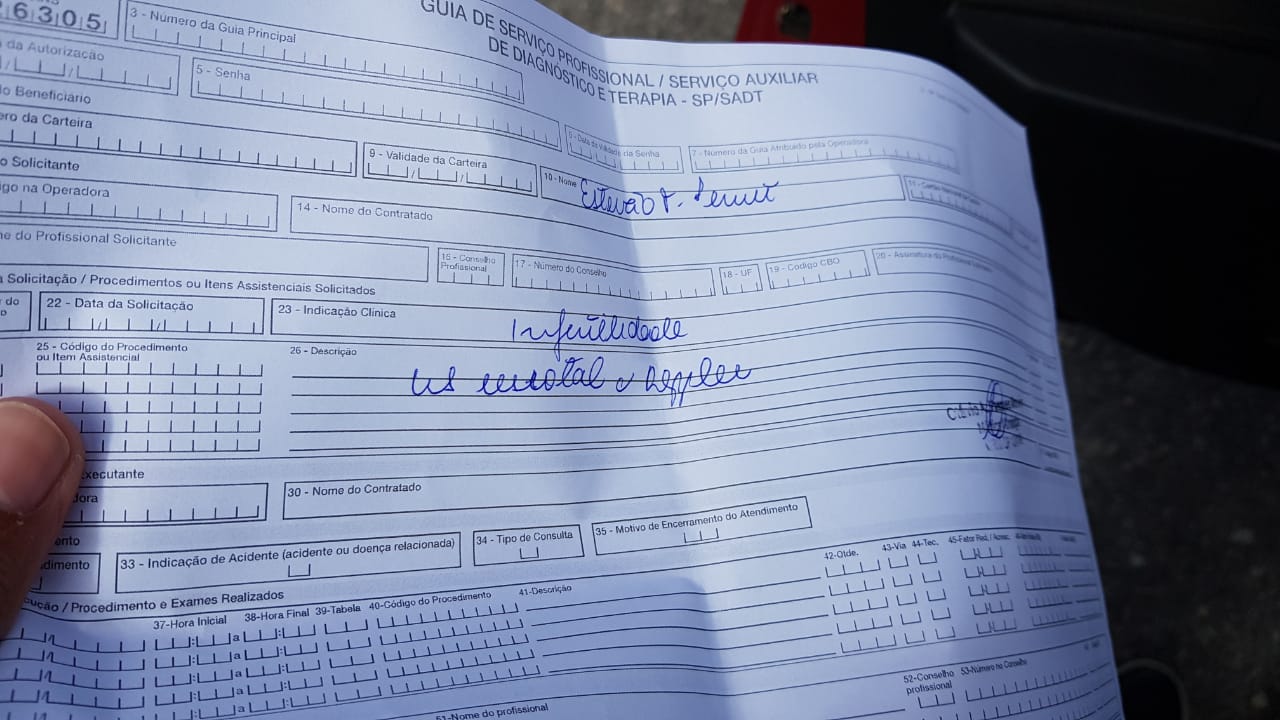 26305
3 - Número da Guia Principal
GUIA DE SERVIÇO PROFISSIONAL / SERVIÇO AUXILIAR
DE DIAGNÓSTICO E TERAPIA - SP/SADT
da Autorização
5 - Senha
6 - Data de Validade da Senha
7 - Número da Guia Atribuído pela Operadora
do Beneficiário
ero da Carteira
9 - Validade da Carteira
10 - Nome
Estevão
o Solicitante
igo na Operadora
14 - Nome do Contratado
ne do Profissional Solicitante
16 - Conselho Profissional
17 - Número do Conselho
18 - UF
19 - Codigo CBO
20 - Assinatura do Profissional
a Solicitação / Procedimentos ou Itens Assistenciais Solicitados
do
22 - Data da Solicitação
23 - Indicação Clínica
Infertilidade
25 - Código do Procedimento
ou Item Assistencial
26 - Descrição
US escrotal c/ doppler
Executante
dora
30 - Nome do Contratado
ento
dimento
33 - Indicação de Acidente (acidente ou doença relacionada)
34 - Tipo de Consulta
35 - Motivo de Encerramento do Atendimento
cução / Procedimento e Exames Realizados
37-Hora Inicial
38-Hora Final
39-Tabela
40-Código do Procedimento
41-Descrição
42-Qtde.
43-Via
44-Tec.
45-Fator Red. / Acresc.
a
a
a
a
51-Nome do profissional
52-Conselho
profissional
53-Número no Conselho